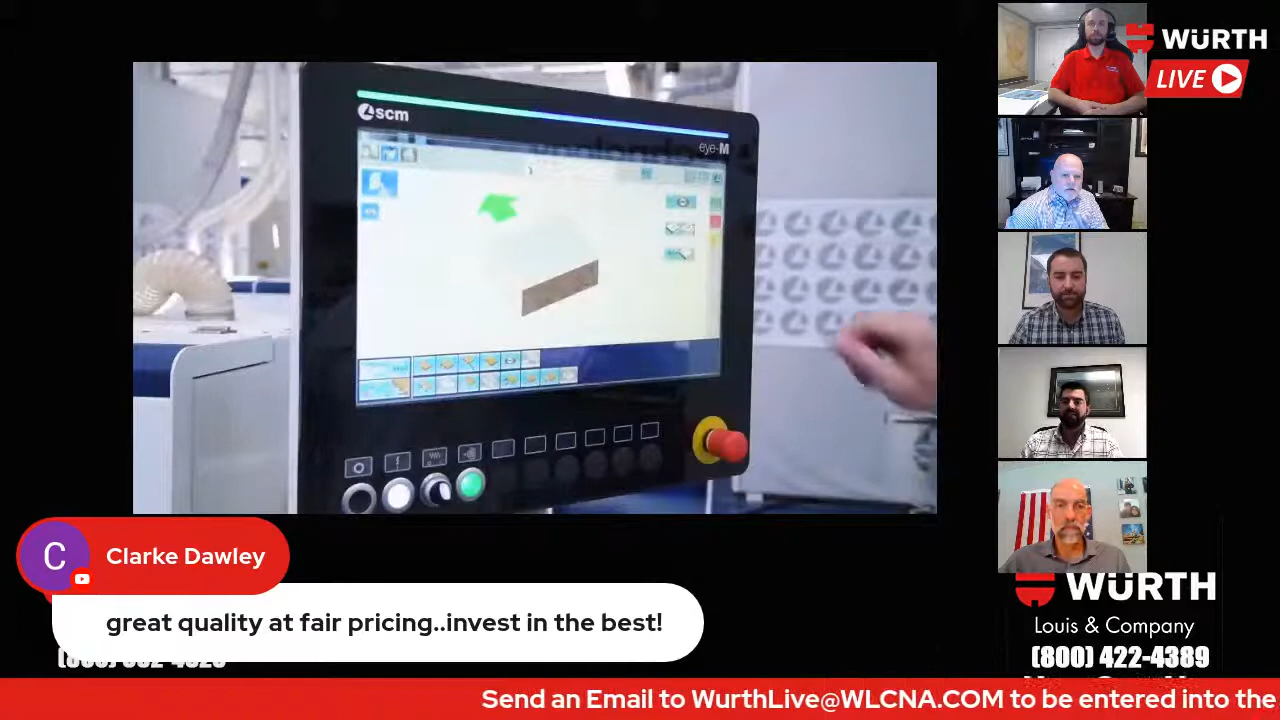 WÜRTH
LIVE
scm
eye-M
Clarke Dawley
great quality at fair pricing..invest in the best!
WÜRTH
Louis & Company
(800) 422-4389
Send an Email to WurthLive@WLCNA.COM to be entered into the